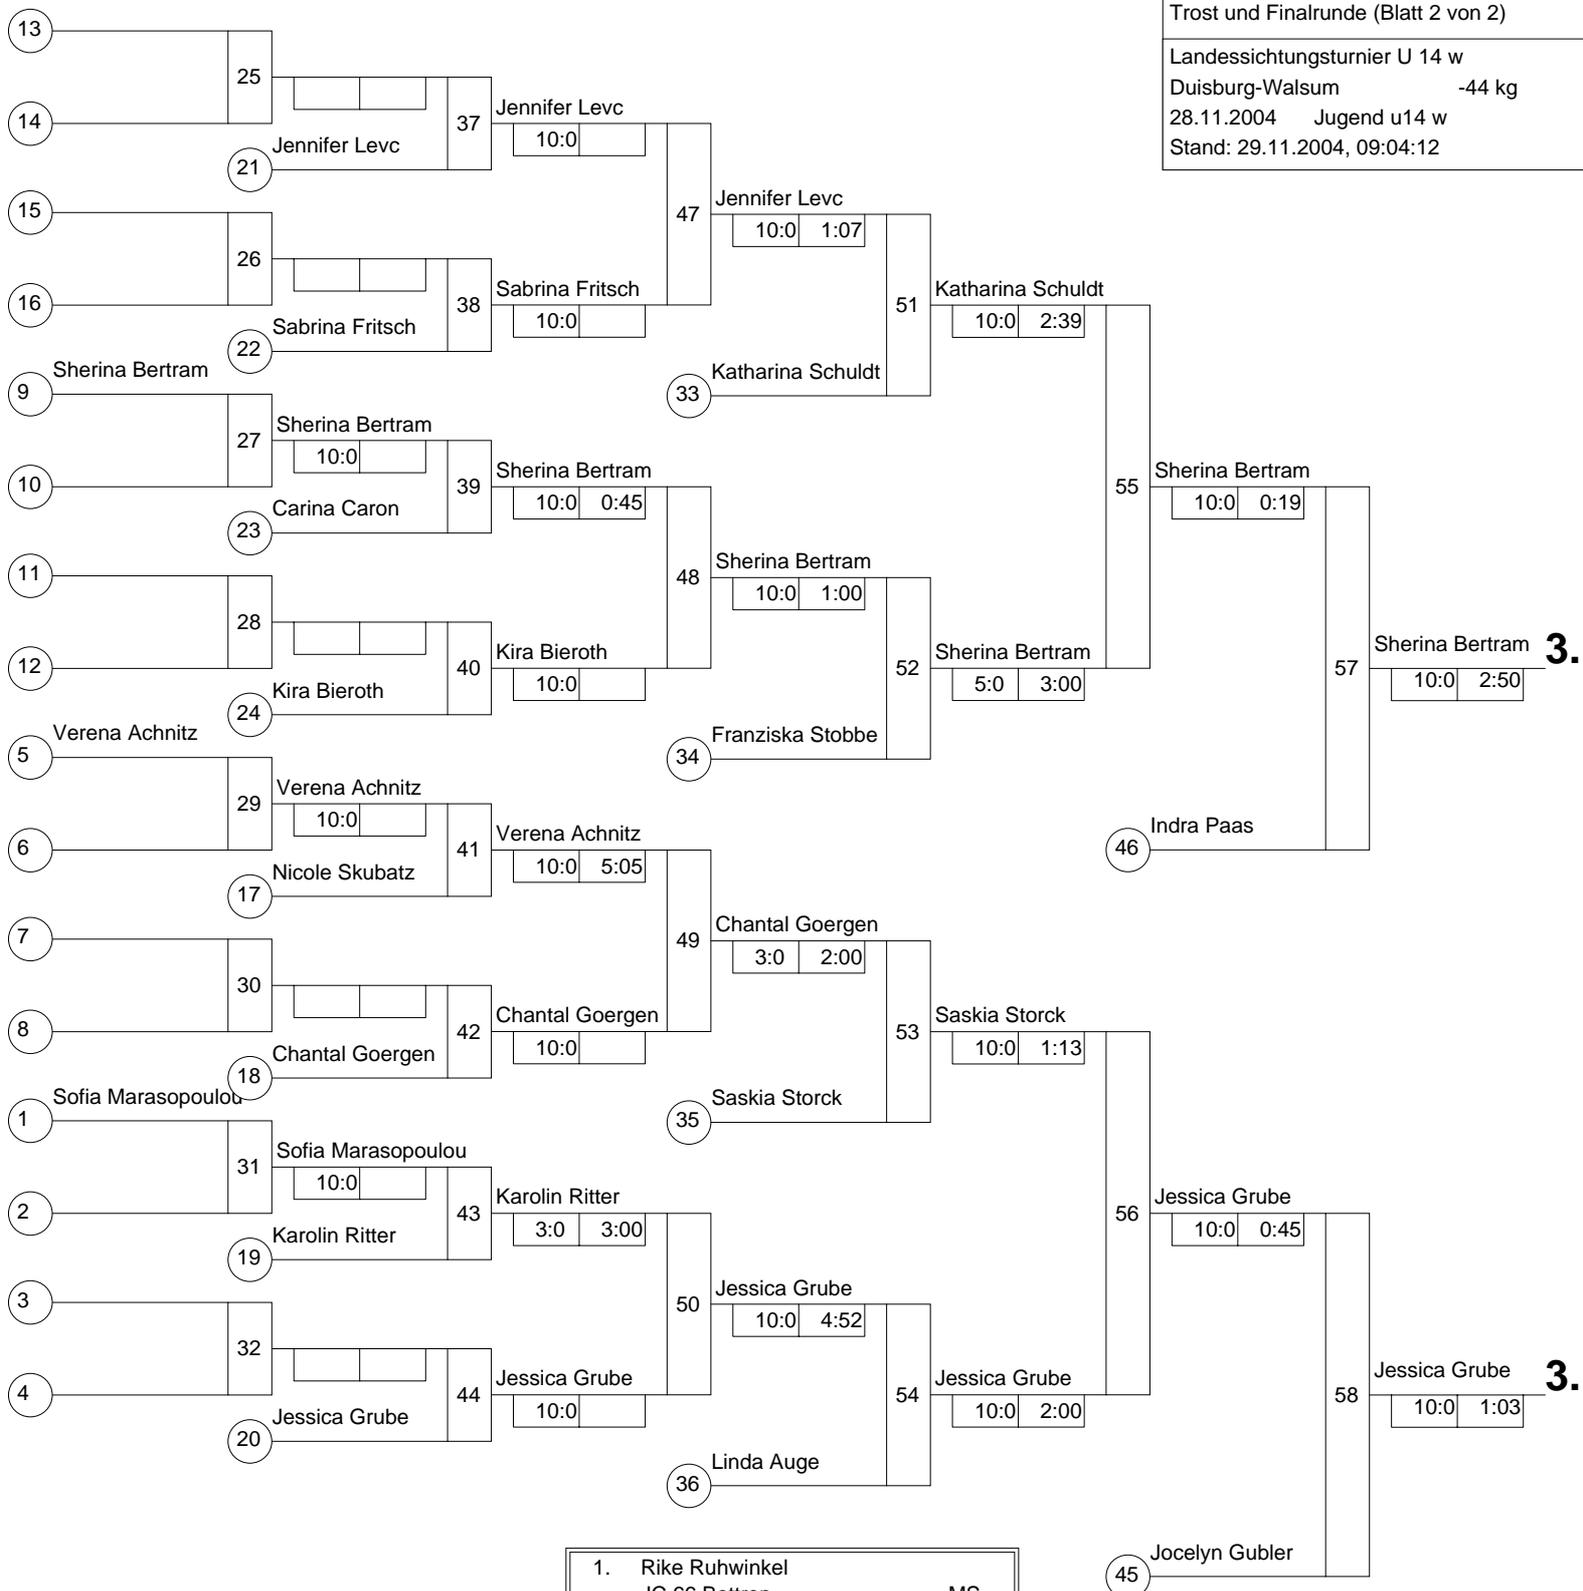 Trost und Finalrunde (Blatt 2 von 2)
Landessichtungsturnier U 14 w
Duisburg-Walsum -44 kg
28.11.2004 Jugend u14 w
Stand: 29.11.2004, 09:04:12
13
25
14
37
Jennifer Levc
10:0
21
Jennifer Levc
15
26
16
38
Sabrina Fritsch
10:0
22
Sabrina Fritsch
47
Jennifer Levc
10:0 1:07
51
Katharina Schuldt
10:0 2:39
33
Katharina Schuldt
9
Sherina Bertram
27
Sherina Bertram
10:0
10
39
Sherina Bertram
10:0 0:45
23
Carina Caron
11
28
12
40
Kira Bieroth
10:0
24
Kira Bieroth
48
Sherina Bertram
10:0 1:00
52
Sherina Bertram
5:0 3:00
34
Franziska Stobbe
55
Sherina Bertram
10:0 0:19
57
Sherina Bertram 3.
10:0 2:50
46
Indra Paas
5
Verena Achnitz
29
Verena Achnitz
10:0
6
41
Verena Achnitz
10:0 5:05
17
Nicole Skubatz
7
30
8
42
Chantal Goergen
10:0
18
Chantal Goergen
49
Chantal Goergen
3:0 2:00
53
Saskia Storck
10:0 1:13
35
Saskia Storck
1
Sofia Marasopoulou
31
Sofia Marasopoulou
10:0
2
43
Karolin Ritter
3:0 3:00
19
Karolin Ritter
3
32
4
44
Jessica Grube
10:0
20
Jessica Grube
50
Jessica Grube
10:0 4:52
54
Jessica Grube
10:0 2:00
36
Linda Auge
56
Jessica Grube
10:0 0:45
58
Jessica Grube 3.
10:0 1:03
45
Jocelyn Gubler
1. Rike Ruhwinkel
JC 66 Bottrop MS